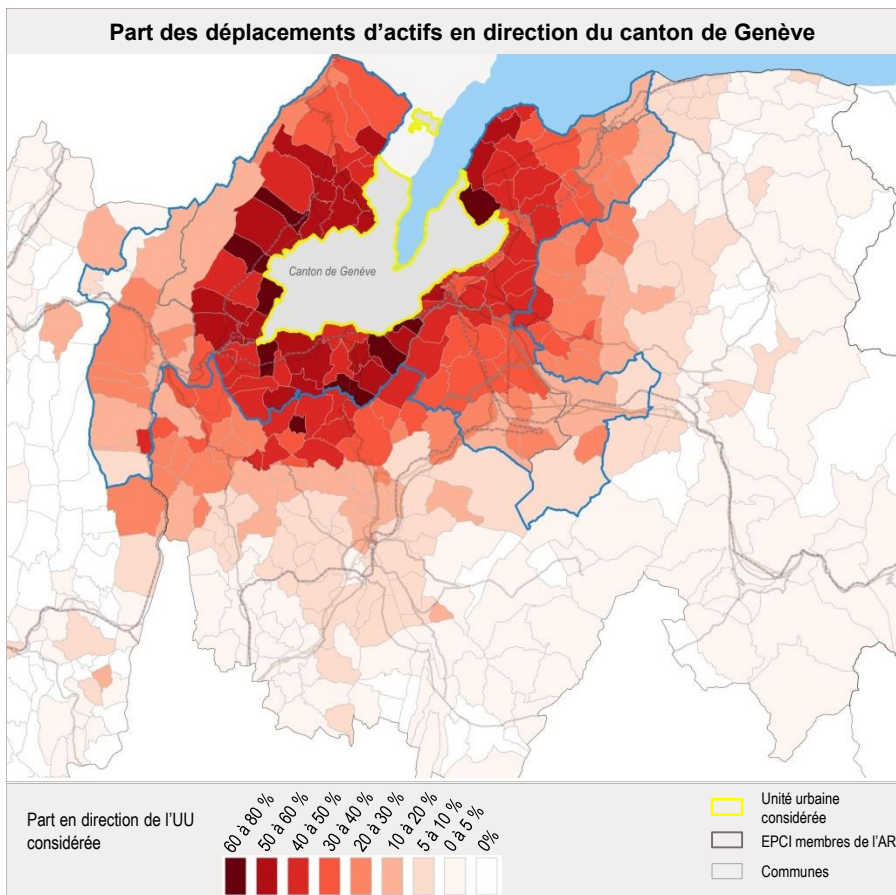 Part des déplacements d’actifs en direction du canton de Genève
Canton de Genève
Part en direction de l’UU
considérée
60 à 80 %
50 à 60 %
40 à 50 %
30 à 40 %
20 à 30 %
10 à 20 %
5 à 10 %
0 à 5 %
0%
Unité urbaine
considérée
EPCI membres de l’AR
Communes